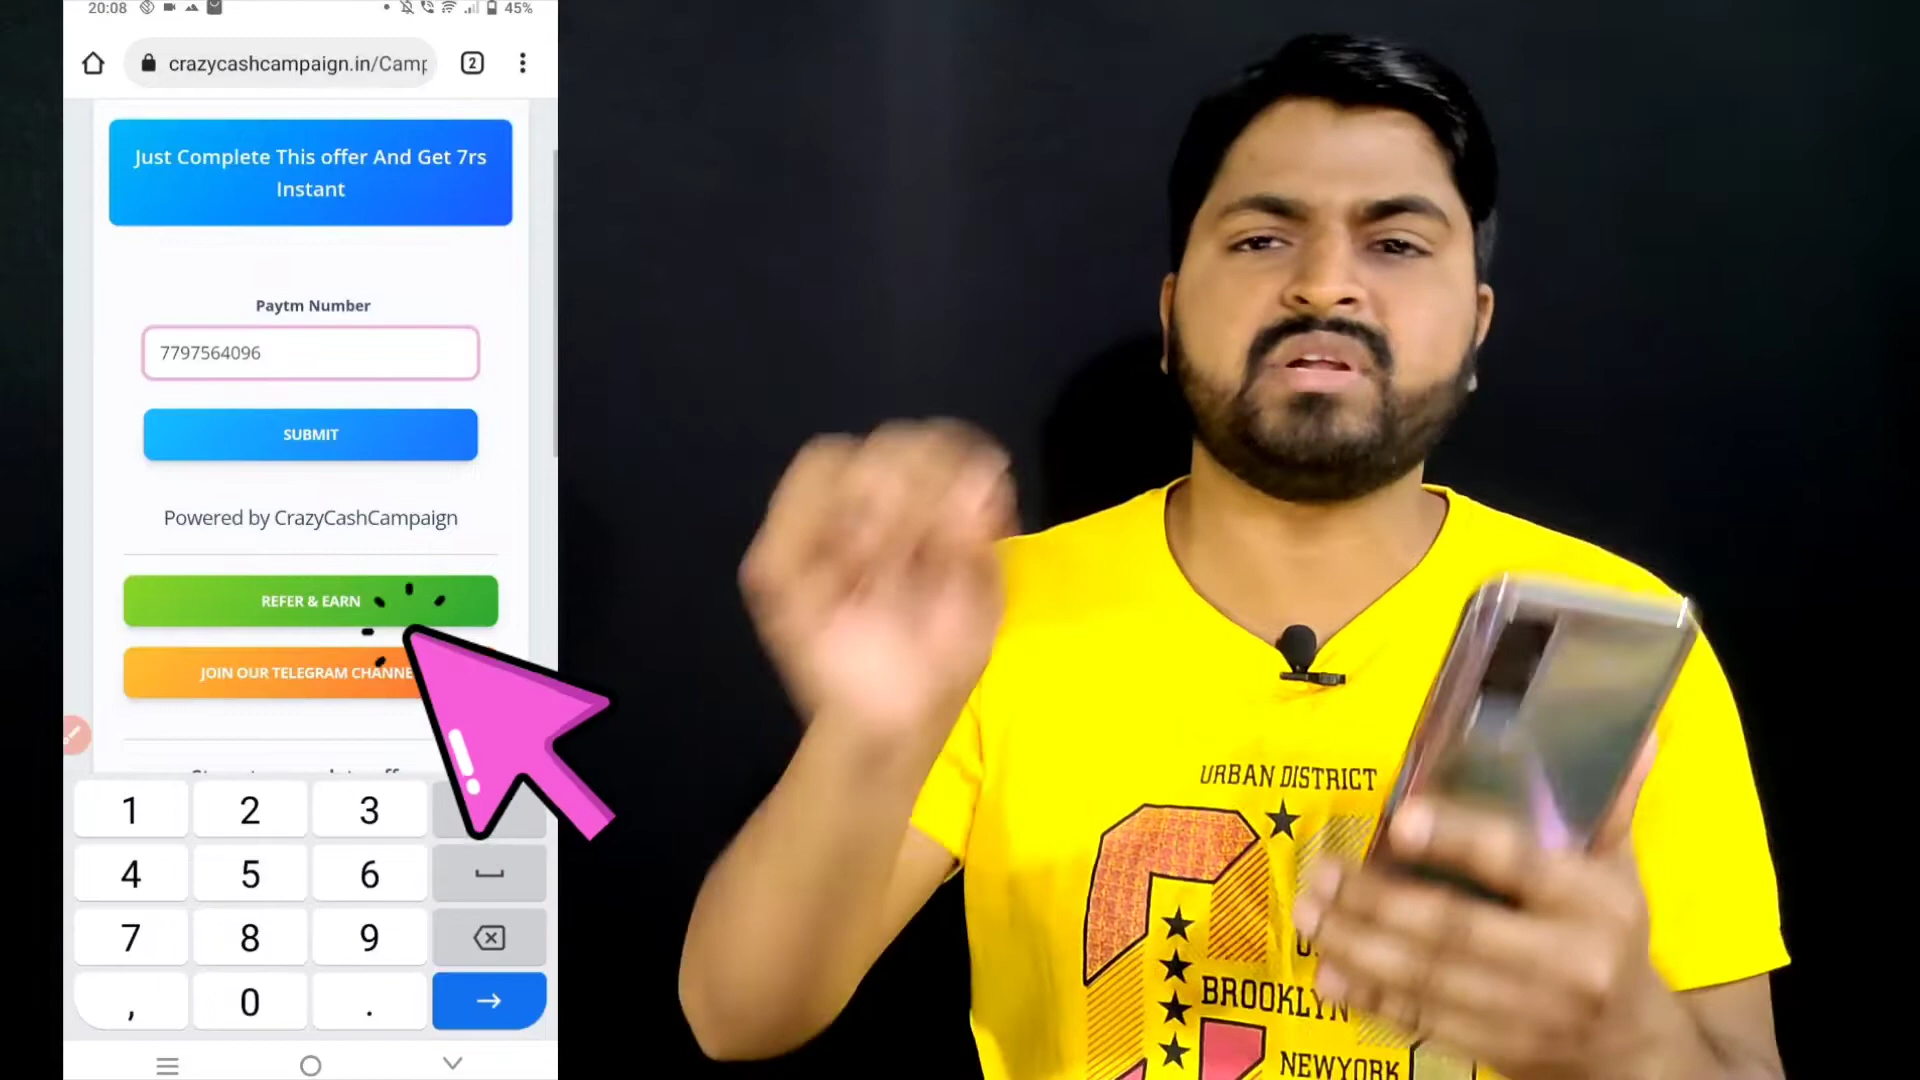 20:08
45%
crazycashcampaign.in/Camp
2
Just Complete This offer And Get 7rs
Instant
Paytm Number
7797564096
SUBMIT
Powered by CrazyCashCampaign
REFER & EARN
JOIN OUR TELEGRAM CHANNE
1 2 3
4 5 6
7 8 9
, 0 .
URBAN DISTRICT
BROOKLYN
NEWYORK